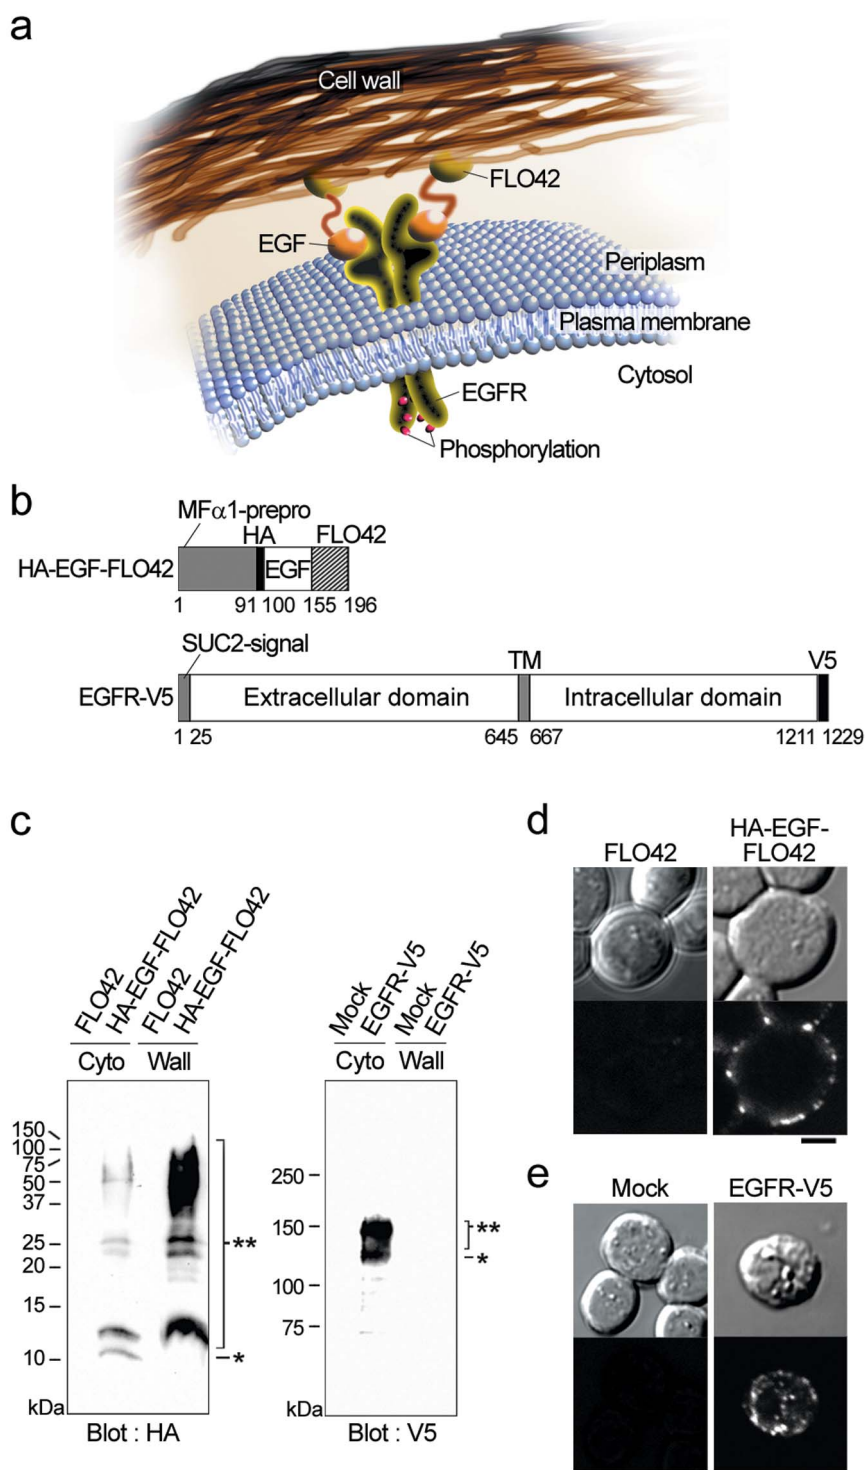 a
Cell wall
FLO42
EGF
Periplasm
Plasma membrane
Cytosol
EGFR
Phosphorylation
b
MFα1-prepro
HA FLO42
HA-EGF-FLO42 EGF
1 91 100 155 196
SUC2-signal TM V5
EGFR-V5 Extracellular domain Intracellular domain
1 25 645 667 1211 1229
c
FLO42
HA-EGF-FLO42
FLO42
HA-EGF-FLO42
Cyto Wall
150
100
75
50
37
25
20
15
10
kDa
**
*
Blot : HA
Mock
EGFR-V5
Mock
EGFR-V5
Cyto Wall
250
150
100
75
kDa
**
*
Blot : V5
d
FLO42
HA-EGF-
FLO42
e
Mock EGFR-V5